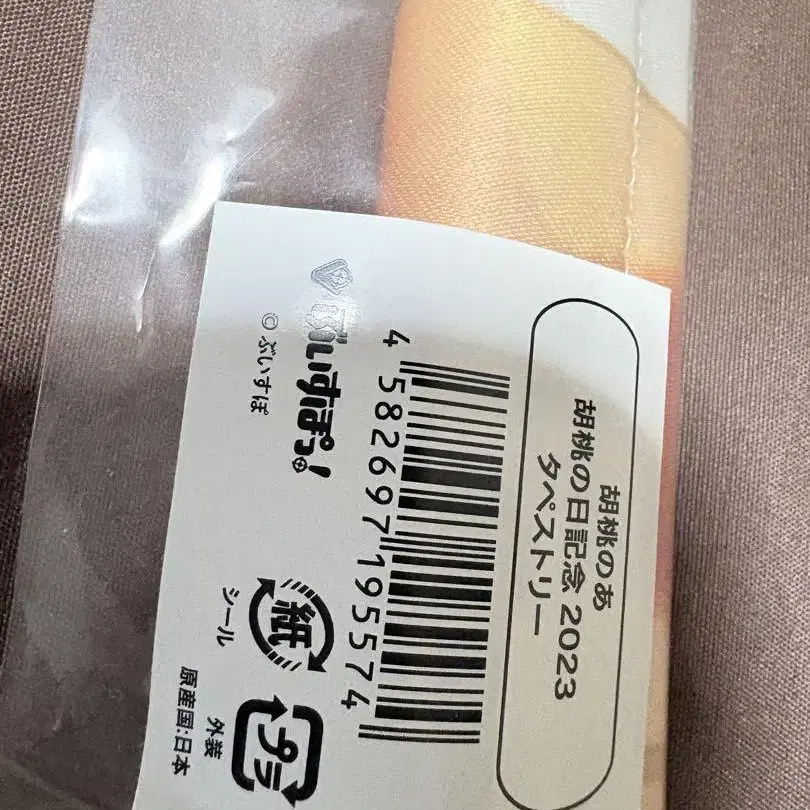 胡桃のあ
胡桃の日記念 2023
タペストリー
4 582697 195574
ぶいすぽっ!
© ぶいすぽ
紙
シール
プラ
外装
原産国:日本